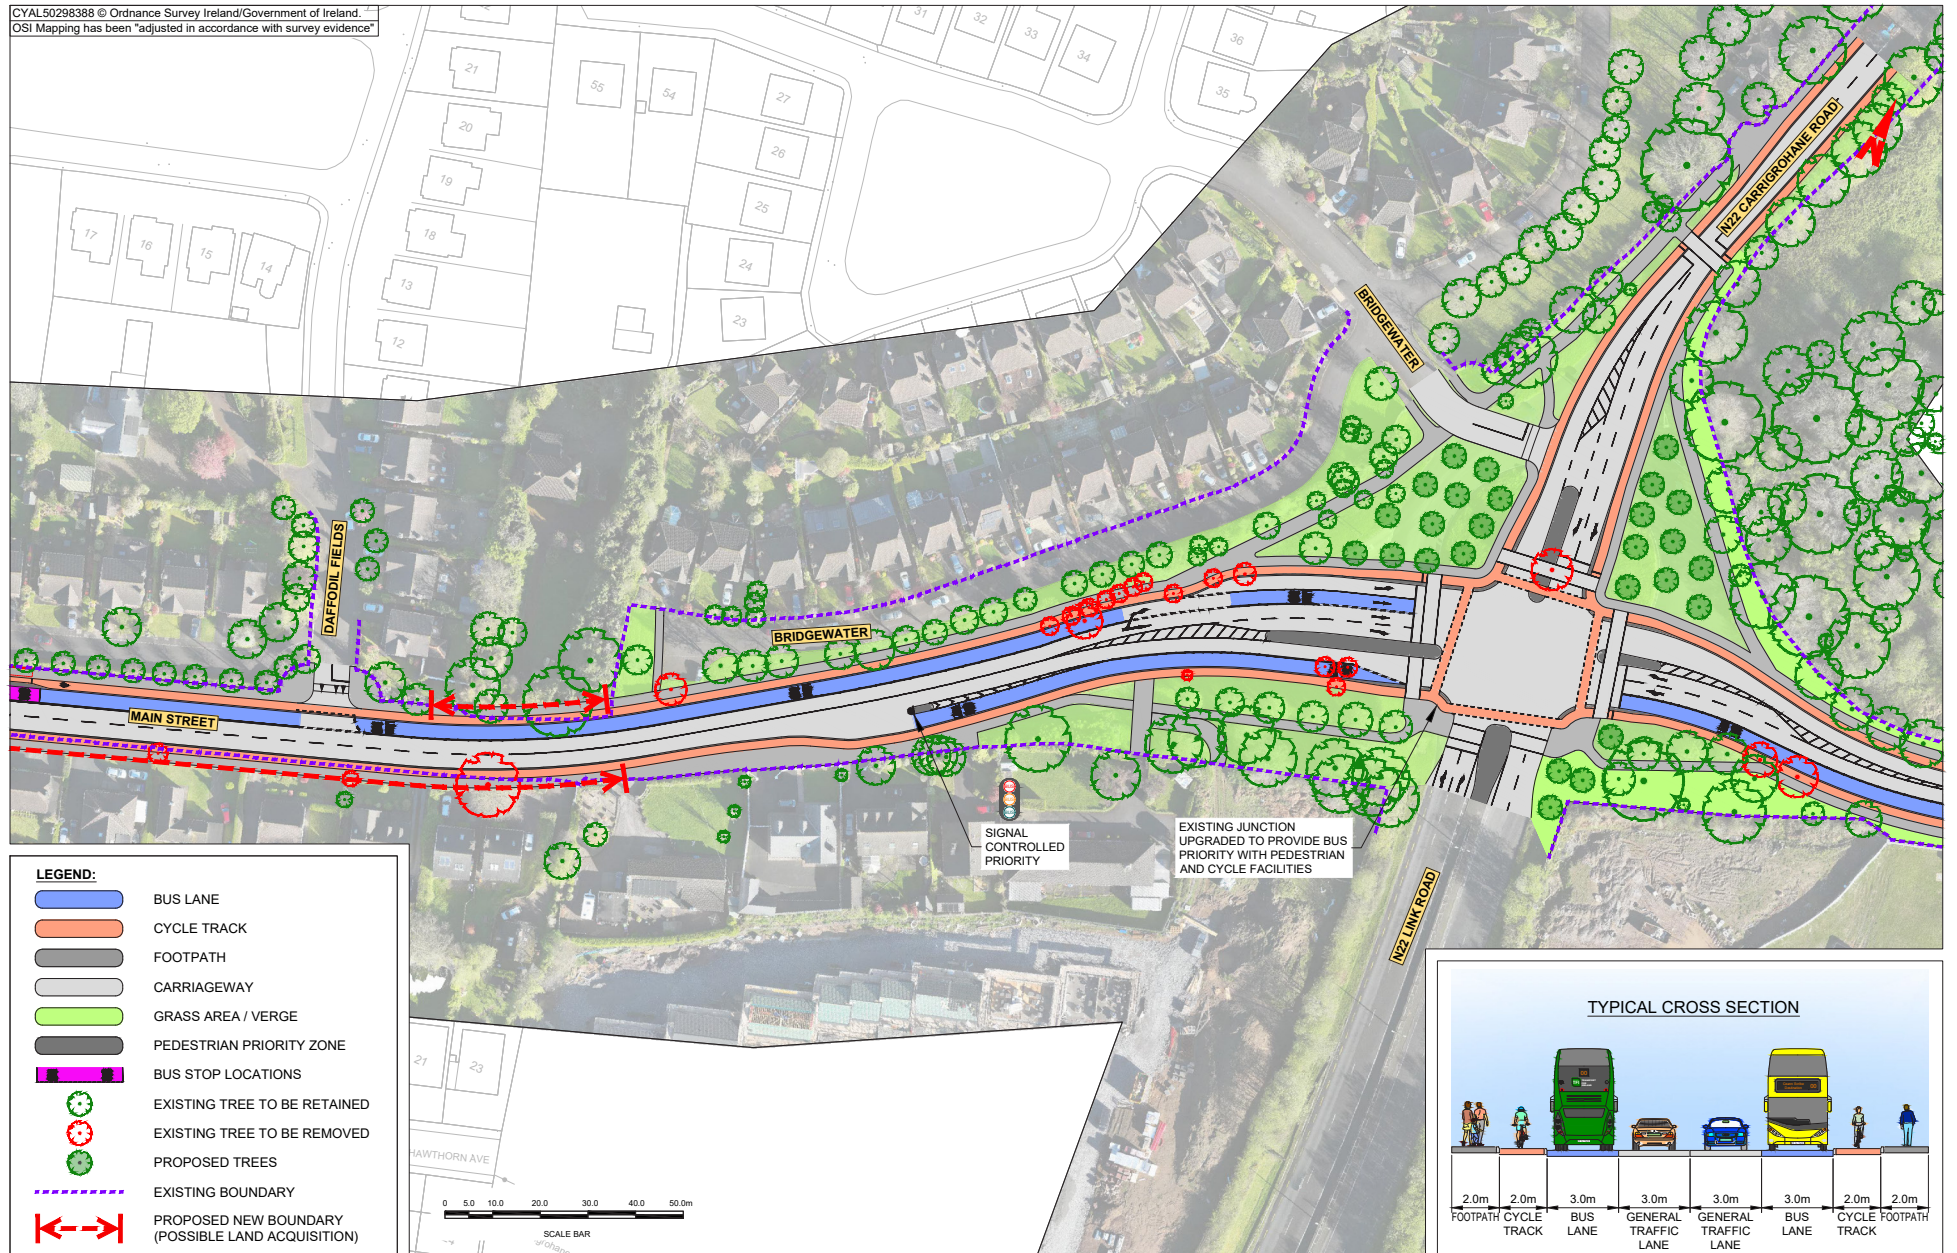 CYAL50298388 © Ordnance Survey Ireland/Government of Ireland.
OSI Mapping has been "adjusted in accordance with survey evidence"
21
20
19
18
13
12
17
16
15
14
55
54
27
26
25
24
23
31
32
33
34
36
35
N22 CARRIGROHANE ROAD
N
BRIDGEWATER
DAFFODIL FIELDS
BRIDGEWATER
MAIN STREET
SIGNAL
CONTROLLED
PRIORITY
EXISTING JUNCTION
UPGRADED TO PROVIDE BUS
PRIORITY WITH PEDESTRIAN
AND CYCLE FACILITIES
N22 LINK ROAD
LEGEND:
BUS LANE
CYCLE TRACK
FOOTPATH
CARRIAGEWAY
GRASS AREA / VERGE
PEDESTRIAN PRIORITY ZONE
BUS STOP LOCATIONS
EXISTING TREE TO BE RETAINED
EXISTING TREE TO BE REMOVED
PROPOSED TREES
EXISTING BOUNDARY
PROPOSED NEW BOUNDARY
(POSSIBLE LAND ACQUISITION)
21
23
HAWTHORN AVE
0 5.0 10.0 20.0 30.0 40.0 50.0m
SCALE BAR
TYPICAL CROSS SECTION
2.0m 2.0m 3.0m 3.0m 3.0m 3.0m 2.0m 2.0m
FOOTPATH CYCLE TRACK BUS LANE GENERAL TRAFFIC LANE GENERAL TRAFFIC LANE BUS LANE CYCLE TRACK FOOTPATH